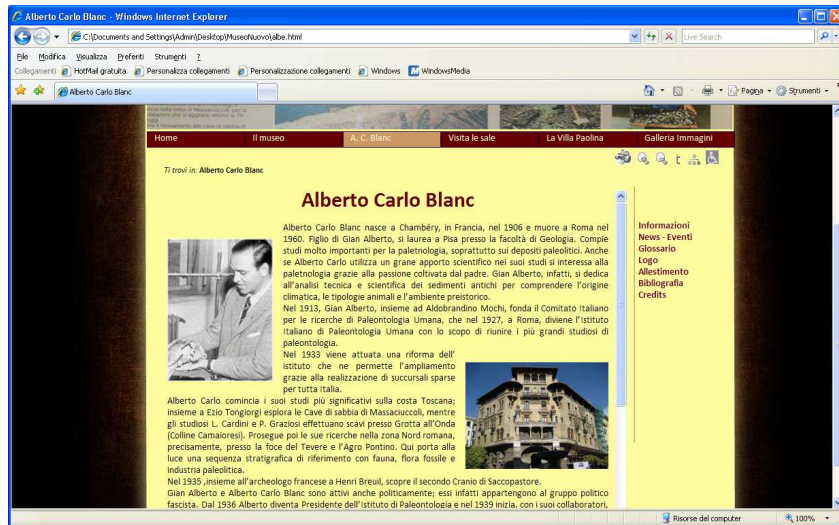 Alberto Carlo Blanc - Windows Internet Explorer
C:\Documents and Settings\Admin\Desktop\MuseoNuovo\albe.html
Live Search
File Modifica Visualizza Preferiti Strumenti ?
Collegamenti HotMail gratuita Personalizza collegamenti Personalizzazione collegamenti Windows WindowsMedia
Alberto Carlo Blanc
Pagina Strumenti
Home Il museo A. C. Blanc Visita le sale La Villa Paolina Galleria Immagini
t
Ti trovi in: Alberto Carlo Blanc
Alberto Carlo Blanc
Alberto Carlo Blanc nasce a Chambéry, in Francia, nel 1906 e muore a Roma nel
1960. Figlio di Gian Alberto, si laurea a Pisa presso la facoltà di Geologia. Compie
studi molto importanti per la paletnologia, soprattutto sui depositi paleolitici. Anche
se Alberto Carlo utilizza un grane apporto scientifico nei suoi studi si interessa alla
paletnologia grazie alla passione coltivata dal padre. Gian Alberto, infatti, si dedica
all'analisi tecnica e scientifica dei sedimenti antichi per comprendere l'origine
climatica, le tipologie animali e l'ambiente preistorico.
Nel 1913, Gian Alberto, insieme ad Aldobrandino Mochi, fonda il Comitato Italiano
per le ricerche di Paleontologia Umana, che nel 1927, a Roma, diviene l'Istituto
Italiano di Paleontologia Umana con lo scopo di riunire i più grandi studiosi di
paleontologia.
Nel 1933 viene attuata una riforma dell'
istituto che ne permette l'ampliamento
grazie alla realizzazione di succursali sparse
per tutta Italia.
Alberto Carlo comincia i suoi studi più significativi sulla costa Toscana;
insieme a Ezio Tongiorgi esplora le Cave di sabbia di Massaciuccoli, mentre
gli studiosi L. Cardini e P. Graziosi effettuano scavi presso Grotta all'Onda
(Colline Camaioresi). Prosegue poi le sue ricerche nella zona Nord romana,
precisamente, presso la foce del Tevere e l'Agro Pontino. Qui porta alla
luce una sequenza stratigrafica di riferimento con fauna, flora fossile e
industria paleolitica.
Nel 1935 ,insieme all'archeologo francese a Henri Breuil, scopre il secondo Cranio di Saccopastore.
Gian Alberto e Alberto Carlo Blanc sono attivi anche politicamente; essi infatti appartengono al gruppo politico
fascista. Dal 1936 Alberto diventa Presidente dell'Istituto di Paleontologia e nel 1939 inizia, con i suoi collaboratori,
Informazioni
News - Eventi
Glossario
Logo
Allestimento
Bibliografia
Credits
Risorse del computer
100%